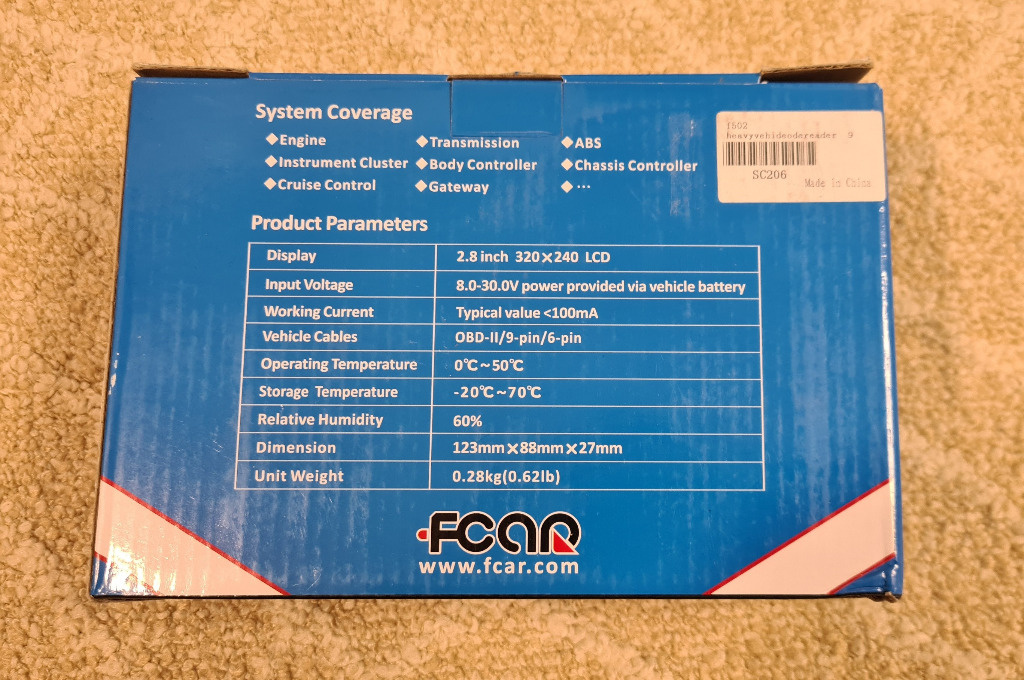 System Coverage
◆Engine ◆Transmission ◆ABS
◆Instrument Cluster ◆Body Controller ◆Chassis Controller
◆Cruise Control ◆Gateway ◆ ···
I502
heavyvehideodereader 9
SC206
Made in China
Product Parameters
Display 2.8 inch 320×240 LCD
Input Voltage 8.0-30.0V power provided via vehicle battery
Working Current Typical value <100mA
Vehicle Cables OBD-II/9-pin/6-pin
Operating Temperature 0℃~50℃
Storage Temperature -20℃~70℃
Relative Humidity 60%
Dimension 123mm×88mm×27mm
Unit Weight 0.28kg(0.62lb)
FCAR
www.fcar.com